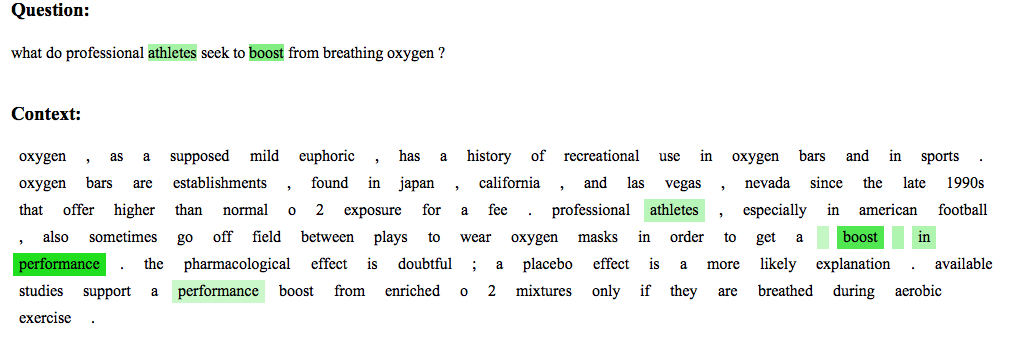 Question:
what do professional athletes seek to boost from breathing oxygen ?
Context:
oxygen , as a supposed mild euphoric , has a history of recreational use in oxygen bars and in sports .
oxygen bars are establishments , found in japan , california , and las vegas , nevada since the late 1990s
that offer higher than normal o 2 exposure for a fee . professional athletes , especially in american football
, also sometimes go off field between plays to wear oxygen masks in order to get a boost in
performance . the pharmacological effect is doubtful ; a placebo effect is a more likely explanation . available
studies support a performance boost from enriched o 2 mixtures only if they are breathed during aerobic
exercise .